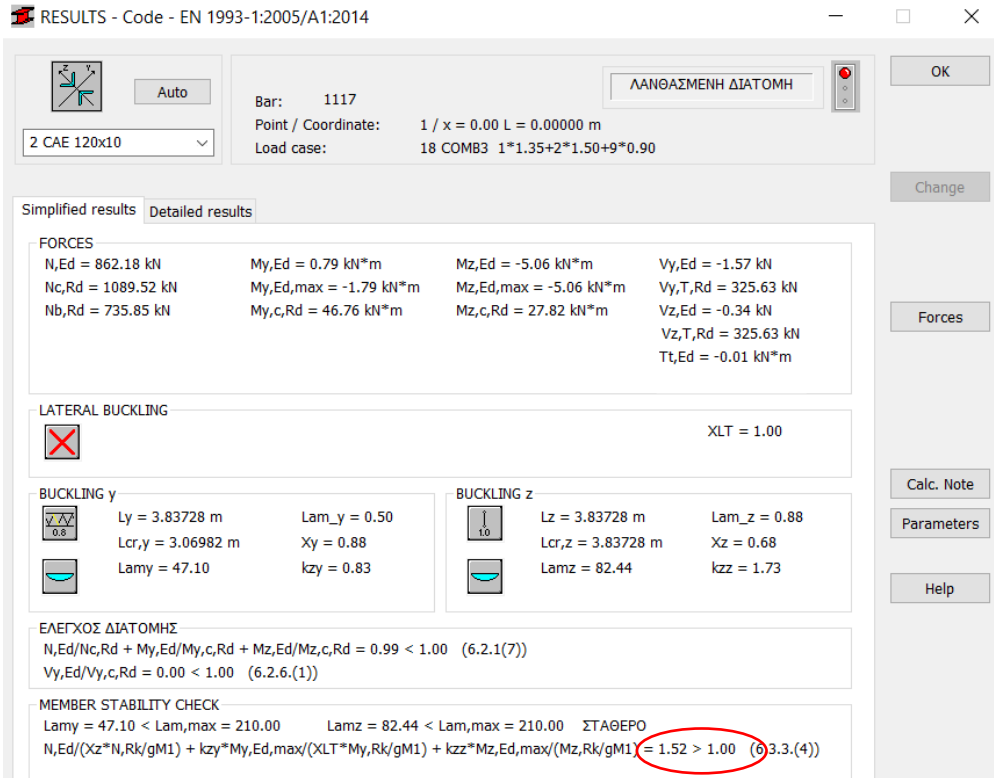 RESULTS - Code - EN 1993-1:2005/A1:2014
Z Y
Auto
2 CAE 120x10
Bar: 1117
Point / Coordinate: 1 / x = 0.00 L = 0.00000 m
Load case: 18 COMB3 1*1.35+2*1.50+9*0.90
ΛΑΝΘΑΣΜΕΝΗ ΔΙΑΤΟΜΗ
OK
Change
Forces
Calc. Note
Parameters
Help
Simplified results Detailed results
FORCES
N,Ed = 862.18 kN My,Ed = 0.79 kN*m Mz,Ed = -5.06 kN*m Vy,Ed = -1.57 kN
Nc,Rd = 1089.52 kN My,Ed,max = -1.79 kN*m Mz,Ed,max = -5.06 kN*m Vy,T,Rd = 325.63 kN
Nb,Rd = 735.85 kN My,c,Rd = 46.76 kN*m Mz,c,Rd = 27.82 kN*m Vz,Ed = -0.34 kN
Vz,T,Rd = 325.63 kN
Tt,Ed = -0.01 kN*m
LATERAL BUCKLING
XLT = 1.00
BUCKLING y
Ly = 3.83728 m Lam_y = 0.50
0.8
Lcr,y = 3.06982 m Xy = 0.88
Lamy = 47.10 kzy = 0.83
BUCKLING z
Lz = 3.83728 m Lam_z = 0.88
1.0
Lcr,z = 3.83728 m Xz = 0.68
Lamz = 82.44 kzz = 1.73
ΕΛΕΓΧΟΣ ΔΙΑΤΟΜΗΣ
N,Ed/Nc,Rd + My,Ed/My,c,Rd + Mz,Ed/Mz,c,Rd = 0.99 < 1.00 (6.2.1(7))
Vy,Ed/Vy,c,Rd = 0.00 < 1.00 (6.2.6.(1))
MEMBER STABILITY CHECK
Lamy = 47.10 < Lam,max = 210.00 Lamz = 82.44 < Lam,max = 210.00 ΣΤΑΘΕΡΟ
N,Ed/(Xz*N,Rk/gM1) + kzy*My,Ed,max/(XLT*My,Rk/gM1) + kzz*Mz,Ed,max/(Mz,Rk/gM1) = 1.52 > 1.00 (6.3.3.(4))